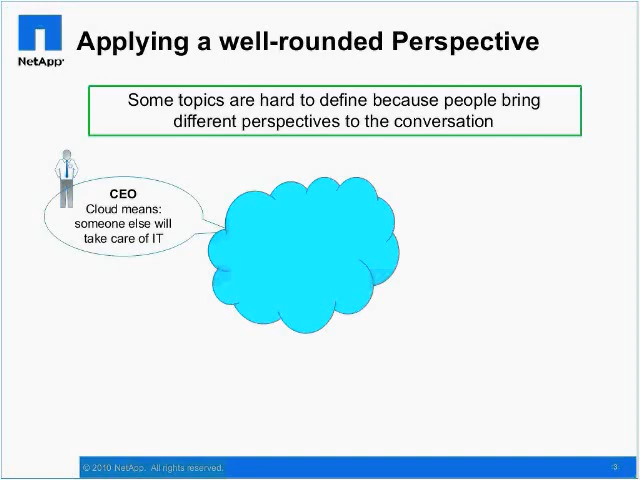 NetApp
Applying a well-rounded Perspective
Some topics are hard to define because people bring
different perspectives to the conversation
CEO
Cloud means:
someone else will
take care of IT
© 2010 NetApp. All rights reserved.
9